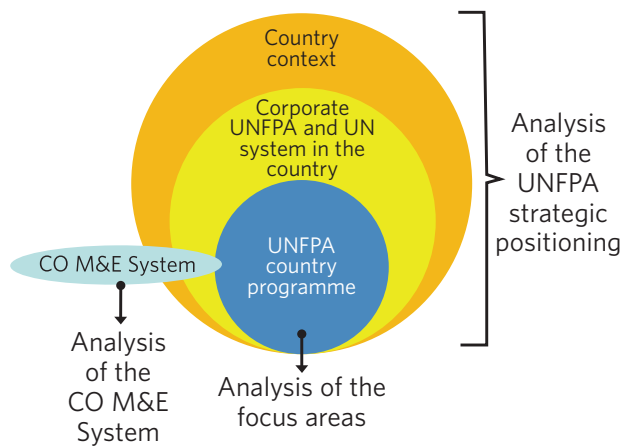 Country
context
Corporate
UNFPA and UN
system in the
country
UNFPA
country
programme
CO M&E System
Analysis
of the
UNFPA
strategic
positioning
Analysis
of the
CO M&E
System
Analysis of the
focus areas